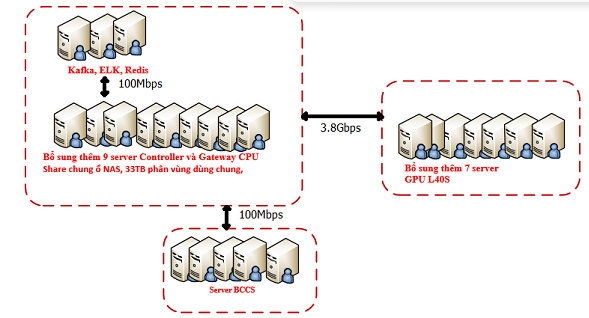 Kafka, ELK, Redis
100Mbps
3.8Gbps
Bổ sung thêm 9 server Controller và Gateway CPU
Share chung ổ NAS, 33TB phân vùng dùng chung,
Bổ sung thêm 7 server
GPU L40S
100Mbps
Server BCCS